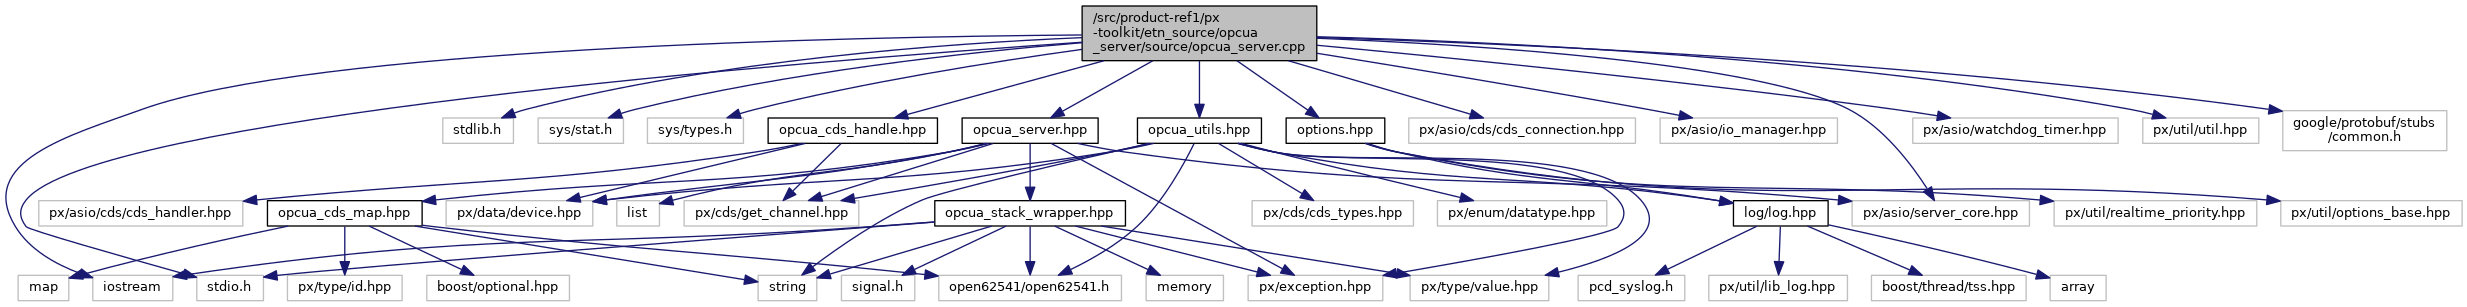 /src/product-ref1/px
-toolkit/etn_source/opcua
_server/source/opcua_server.cpp
stdlib.h
sys/stat.h
sys/types.h
opcua_cds_handle.hpp
opcua_server.hpp
opcua_utils.hpp
options.hpp
px/asio/cds/cds_connection.hpp
px/asio/io_manager.hpp
px/asio/watchdog_timer.hpp
px/util/util.hpp
google/protobuf/stubs
/common.h
px/asio/cds/cds_handler.hpp
opcua_cds_map.hpp
px/data/device.hpp
list
px/cds/get_channel.hpp
opcua_stack_wrapper.hpp
px/cds/cds_types.hpp
px/enum/datatype.hpp
log/log.hpp
px/asio/server_core.hpp
px/util/realtime_priority.hpp
px/util/options_base.hpp
map
iostream
stdio.h
px/type/id.hpp
boost/optional.hpp
string
signal.h
open62541/open62541.h
memory
px/exception.hpp
px/type/value.hpp
pcd_syslog.h
px/util/lib_log.hpp
boost/thread/tss.hpp
array